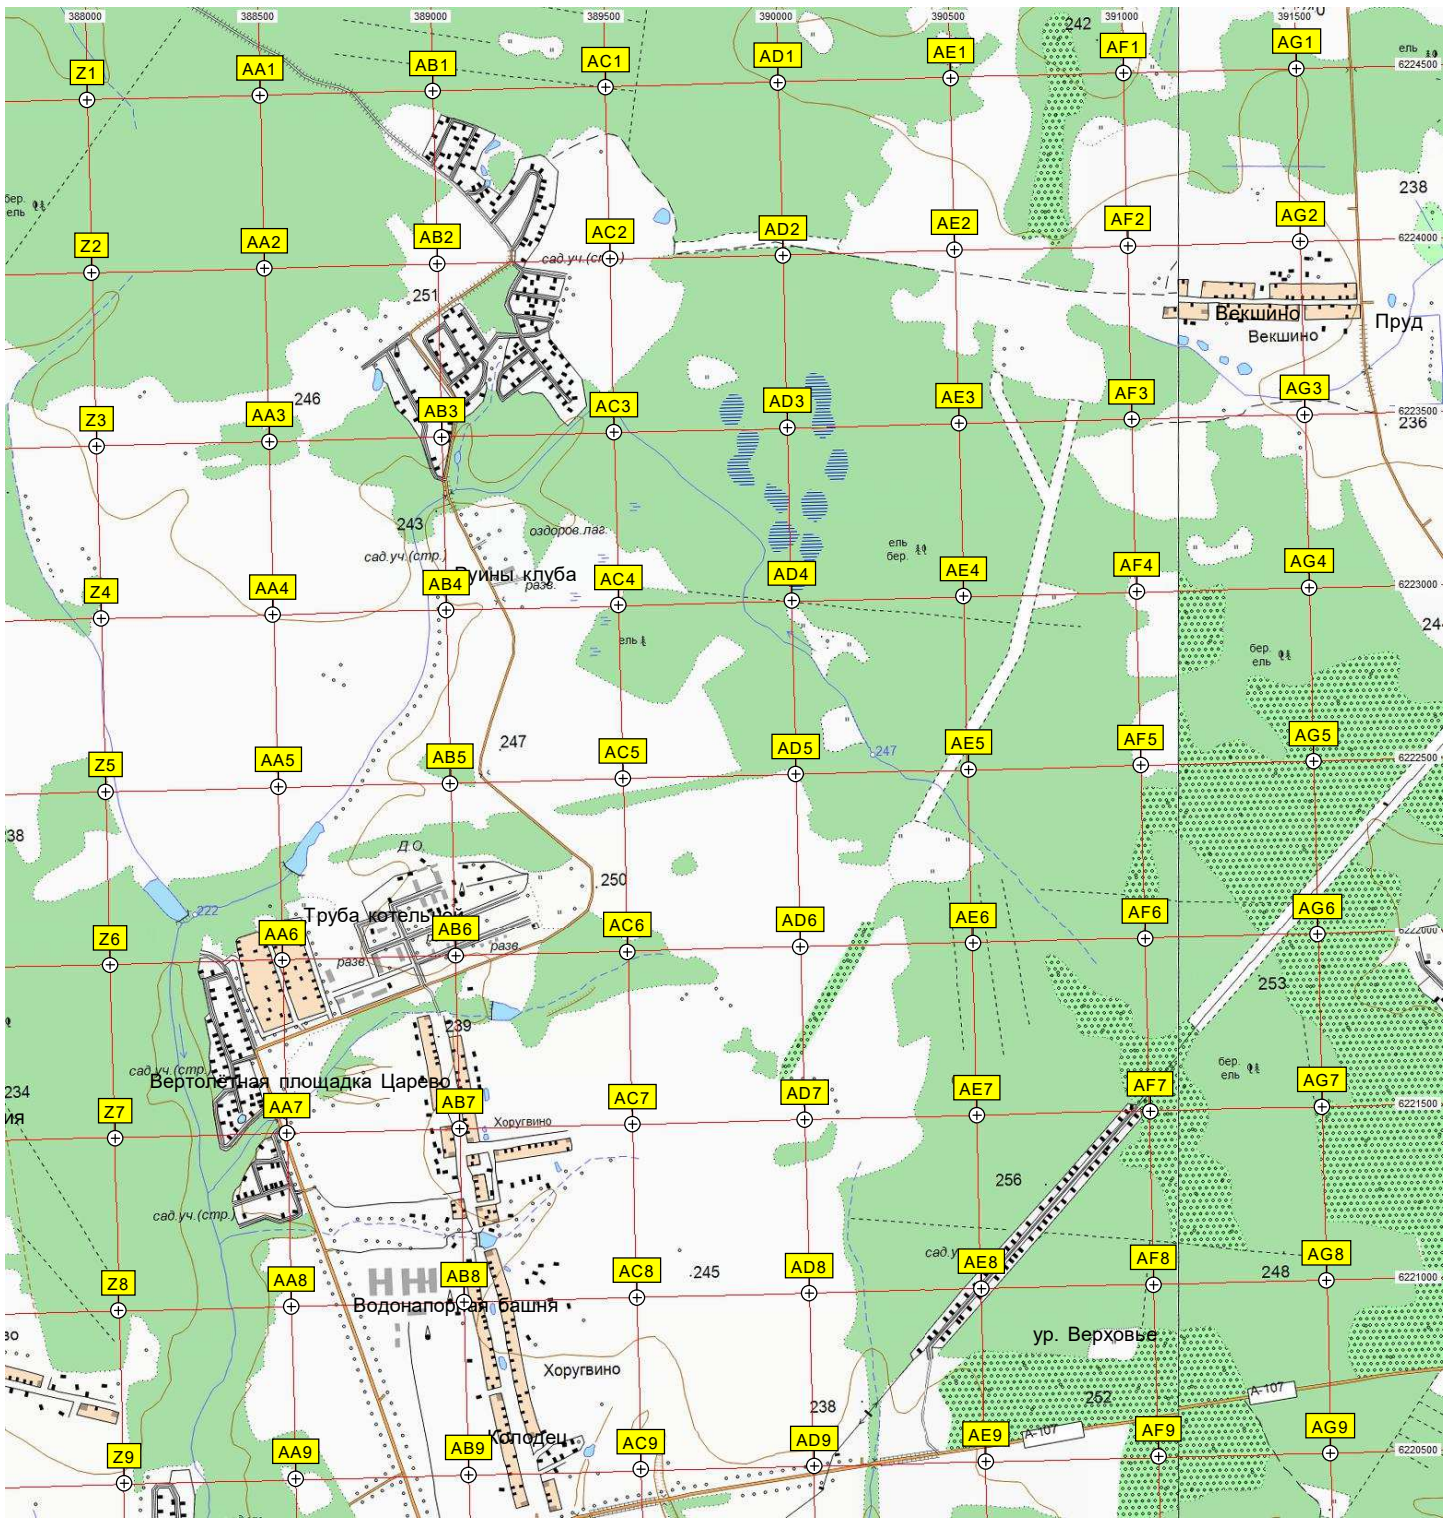 388000 388500 389000 389500 390000 390500 391000 391500
242
ель
Z1 AA1 AB1 AC1 AD1 AE1 AF1 AG1
6224500
бер.
ель
238
Z2 AA2 AB2 AC2 AD2 AE2 AF2 AG2
6224000
сад.уч.(стр.)
251
Векшино
Векшино
Пруд
246
Z3 AA3 AB3 AC3 AD3 AE3 AF3 AG3
6223500
236
243
оздоров.лаг.
сад.уч.(стр.)
ель
бер.
Руины клуба
разв.
Z4 AA4 AB4 AC4 AD4 AE4 AF4 AG4
6223000
244
ель
бер.
ель
247
247
Z5 AA5 AB5 AC5 AD5 AE5 AF5 AG5
6222500
38
Д.О.
250
222
Труба котельной
разв.
разв.
Z6 AA6 AB6 AC6 AD6 AE6 AF6 AG6
6222000
253
239
сад.уч.(стр.)
бер.
ель
Вертолётная площадка Царево
234
ия
Z7 AA7 AB7 AC7 AD7 AE7 AF7 AG7
6221500
Хоругвино
256
сад.уч.(стр.)
сад.у
245
248
Z8 AA8 AB8 AC8 AD8 AE8 AF8 AG8
6221000
Водонапорная башня
во
ур. Верховье
Хоругвино
А-107
252
238
Колодец
А-107
Z9 AA9 AB9 AC9 AD9 AE9 AF9 AG9
6220500